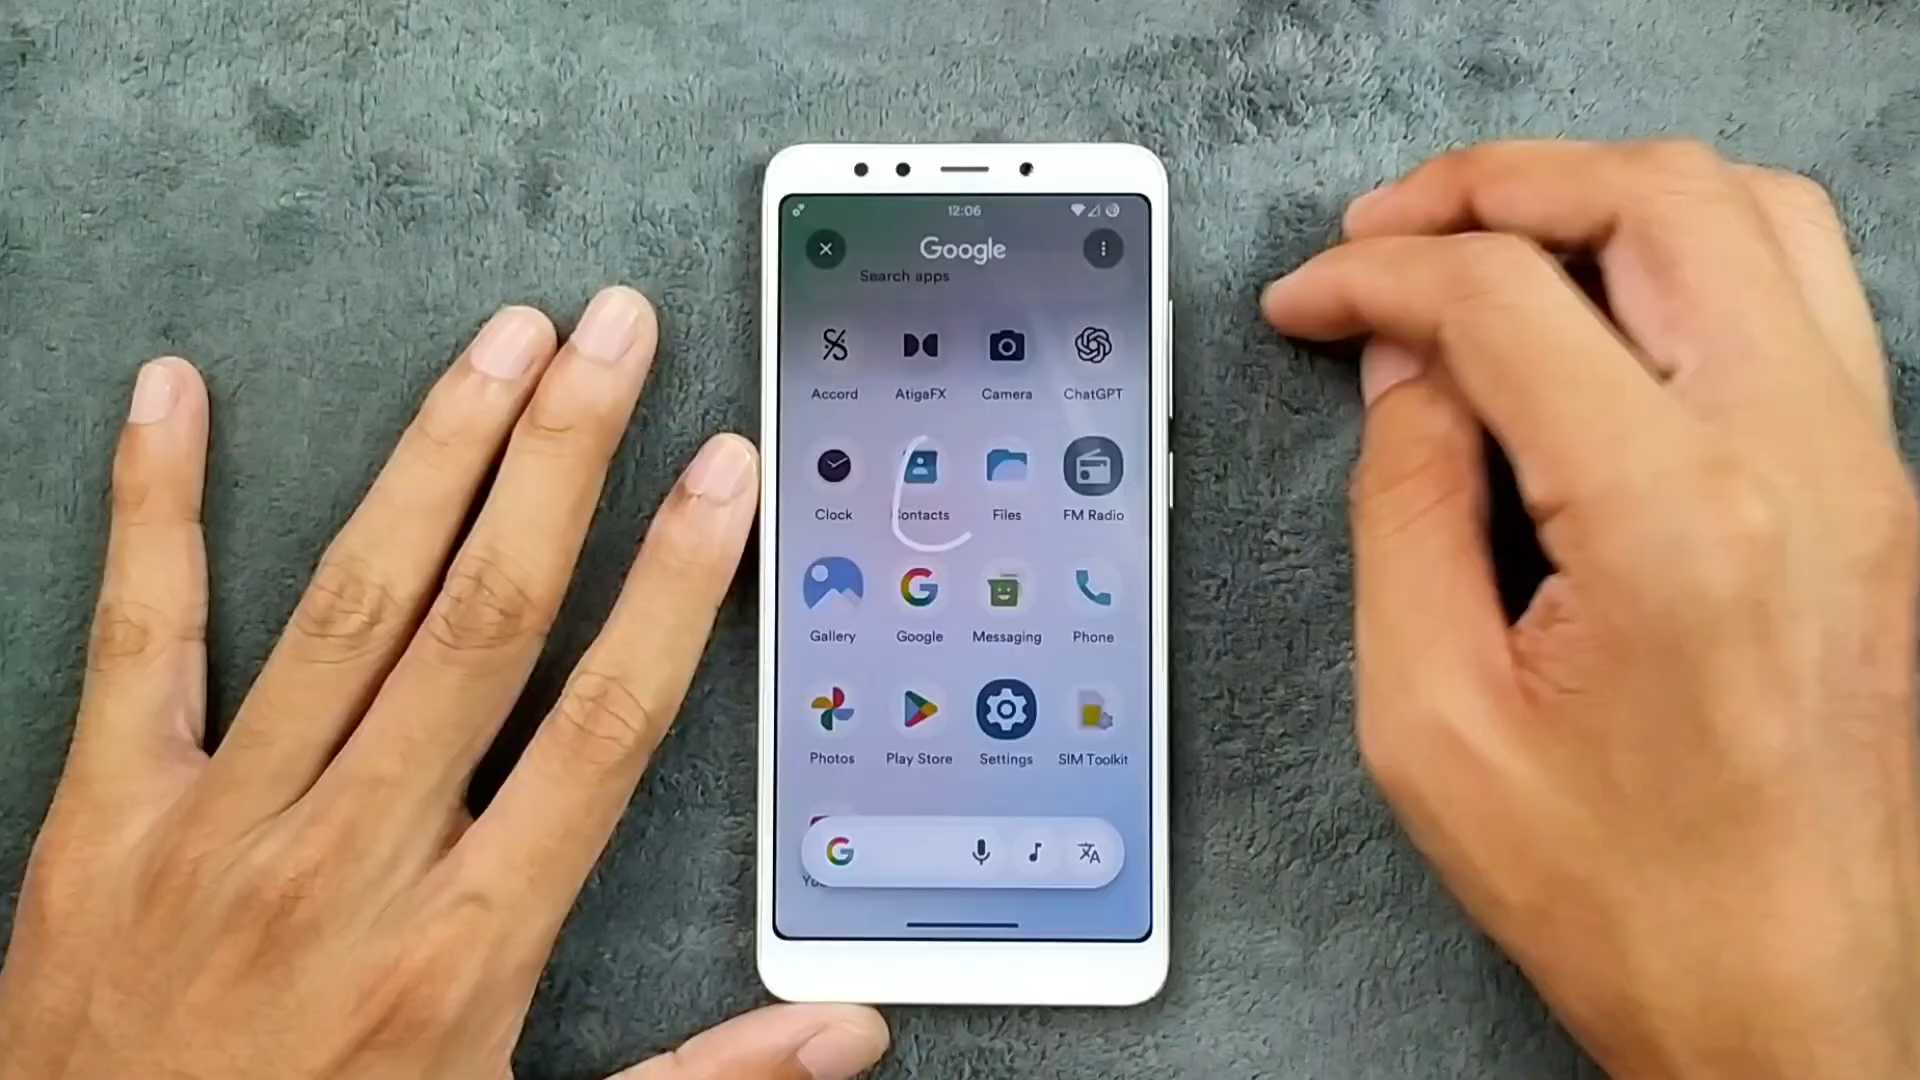 12:06
Google
Search apps
Accord AtigaFX Camera ChatGPT
Clock Contacts Files FM Radio
Gallery Google Messaging Phone
Photos Play Store Settings SIM Toolkit